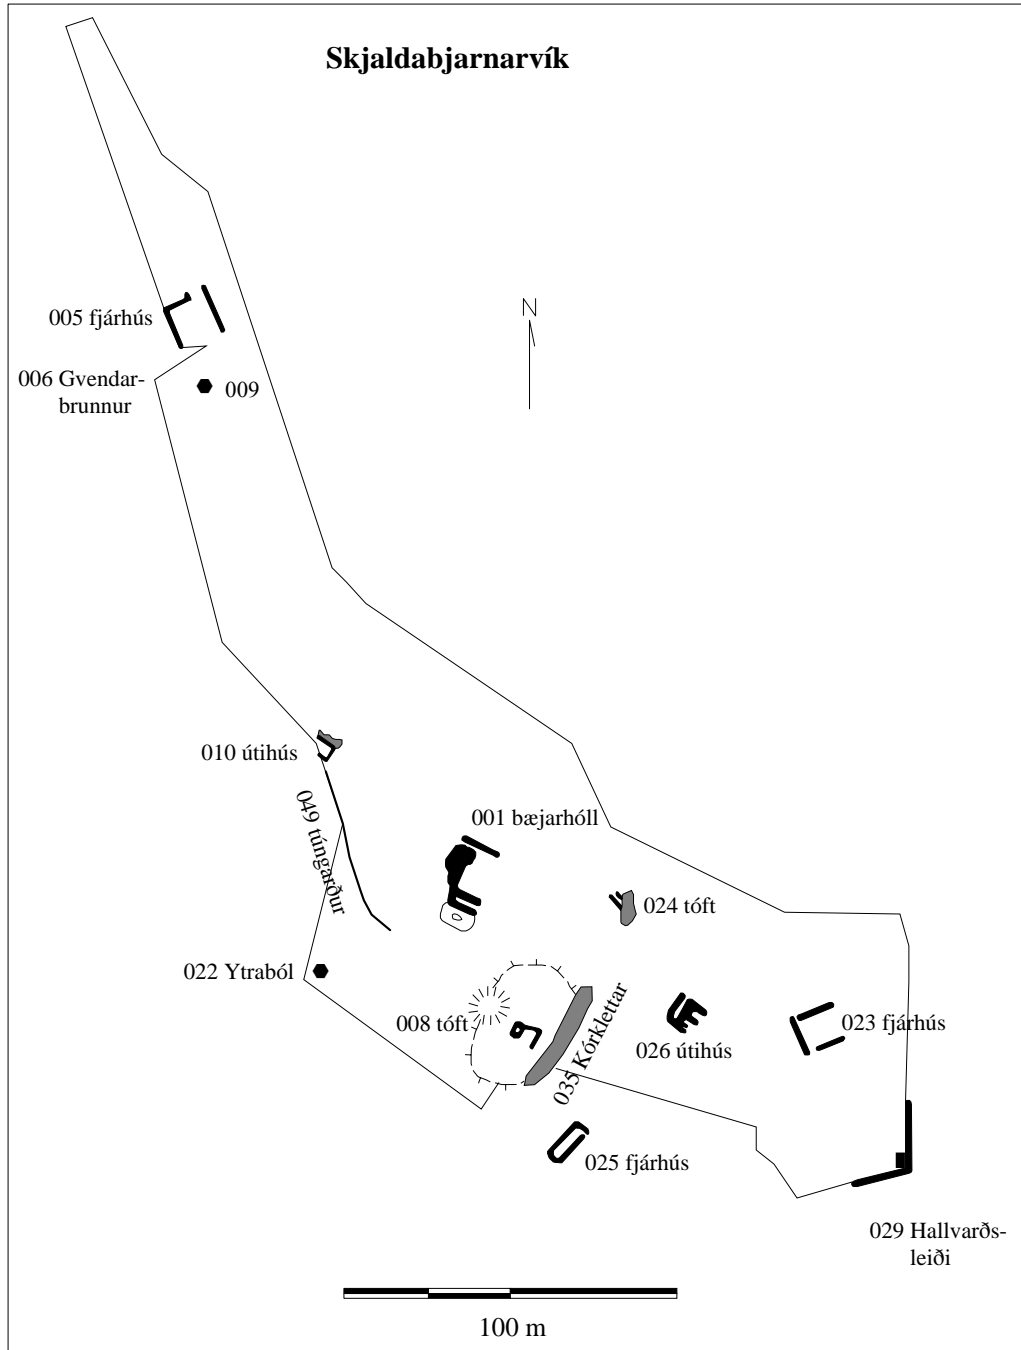 Skjaldabjarnarvík
N
005 fjárhús
006 Gvendar-
brunnur
009
010 útihús
049 túngarður
001 bæjarhóll
024 tóft
022 Ytraból
008 tóft
035 Kórklettar
026 útihús
023 fjárhús
025 fjárhús
029 Hallvarðs-
leiði
100 m